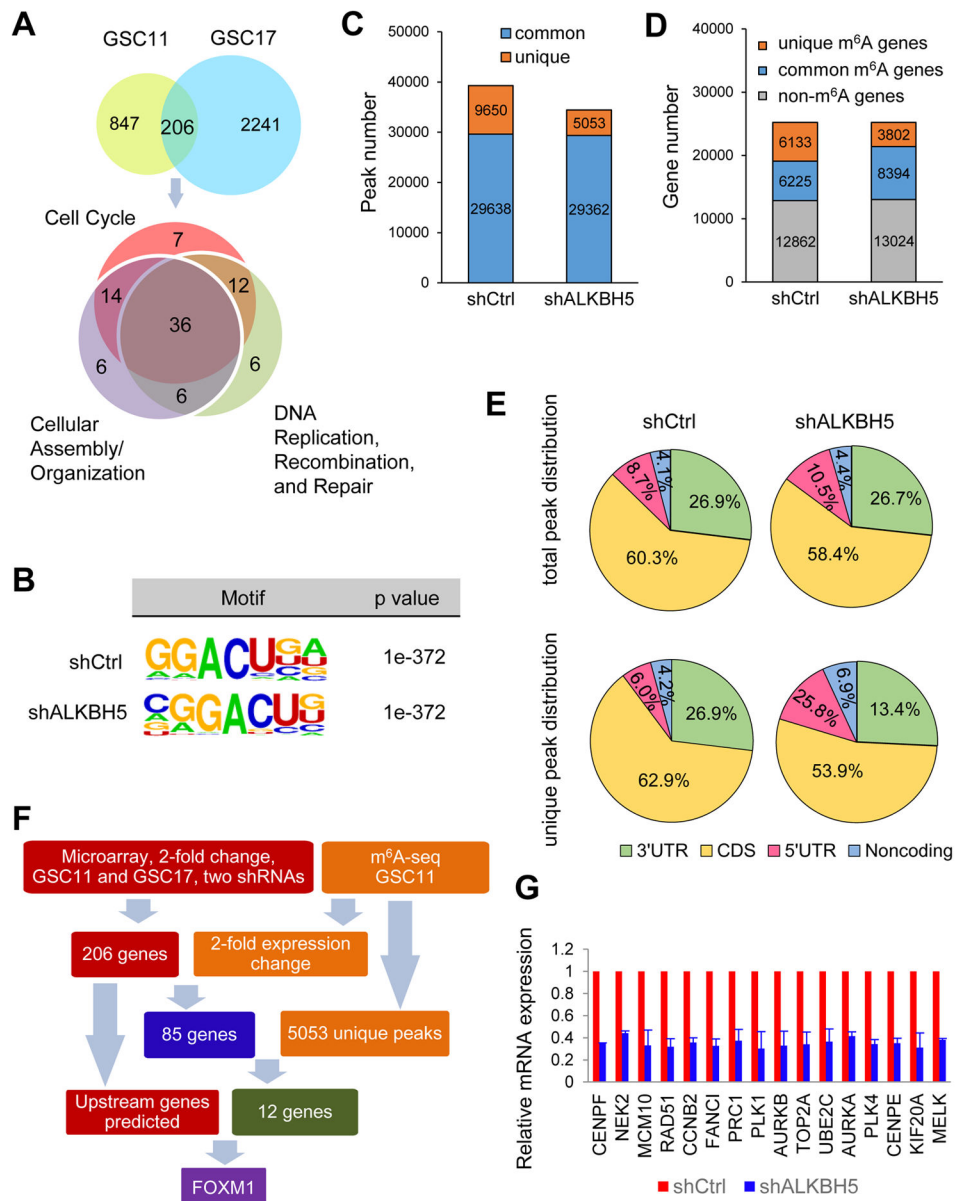 A
GSC11
GSC17
847
206
2241
Cell Cycle
7
14
12
36
6
6
6
Cellular
Assembly/
Organization
DNA
Replication,
Recombination,
and Repair
B
Motif
p value
shCtrl
GGACUGA
1e-372
shALKBH5
CGGACUG
1e-372
C
common
unique
Peak number
50000
40000
30000
20000
10000
0
9650
29638
5053
29362
shCtrl
shALKBH5
D
unique m⁶A genes
common m⁶A genes
non-m⁶A genes
Gene number
40000
30000
20000
10000
0
6133
6225
12862
3802
8394
13024
shCtrl
shALKBH5
E
shCtrl
shALKBH5
total peak distribution
4.1%
8.7%
26.9%
60.3%
4.4%
10.5%
26.7%
58.4%
unique peak distribution
4.2%
6.0%
26.9%
62.9%
6.9%
25.8%
13.4%
53.9%
3'UTR
CDS
5'UTR
Noncoding
F
Microarray, 2-fold change,
GSC11 and GSC17, two shRNAs
m⁶A-seq
GSC11
206 genes
2-fold expression
change
85 genes
5053 unique peaks
Upstream genes
predicted
12 genes
FOXM1
G
Relative mRNA expression
1.2
1
0.8
0.6
0.4
0.2
0
CENPF
NEK2
MCM10
RAD51
CCNB2
FANCI
PRC1
PLK1
AURKB
TOP2A
UBE2C
AURKA
PLK4
CENPE
KIF20A
MELK
shCtrl
shALKBH5